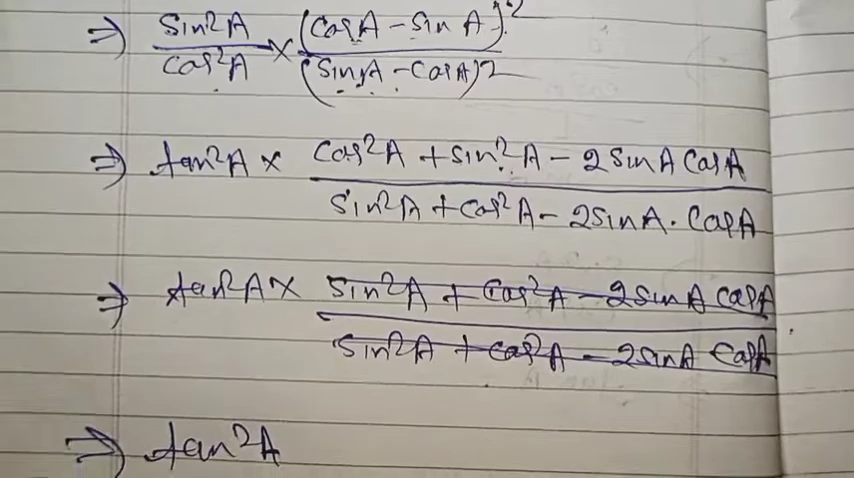 ⇒ sin²A / cos²A × (cosA - sin A)² / (sinA - cosA)2
⇒ tan²A × cos²A + sin²A - 2 sinA cosA / sin²A + cos²A - 2sinA. cosA
⇒ tan²A × sin²A + cos²A - 2sinA cosA / sin²A + cos²A - 2sinA cosA
⇒ tan²A